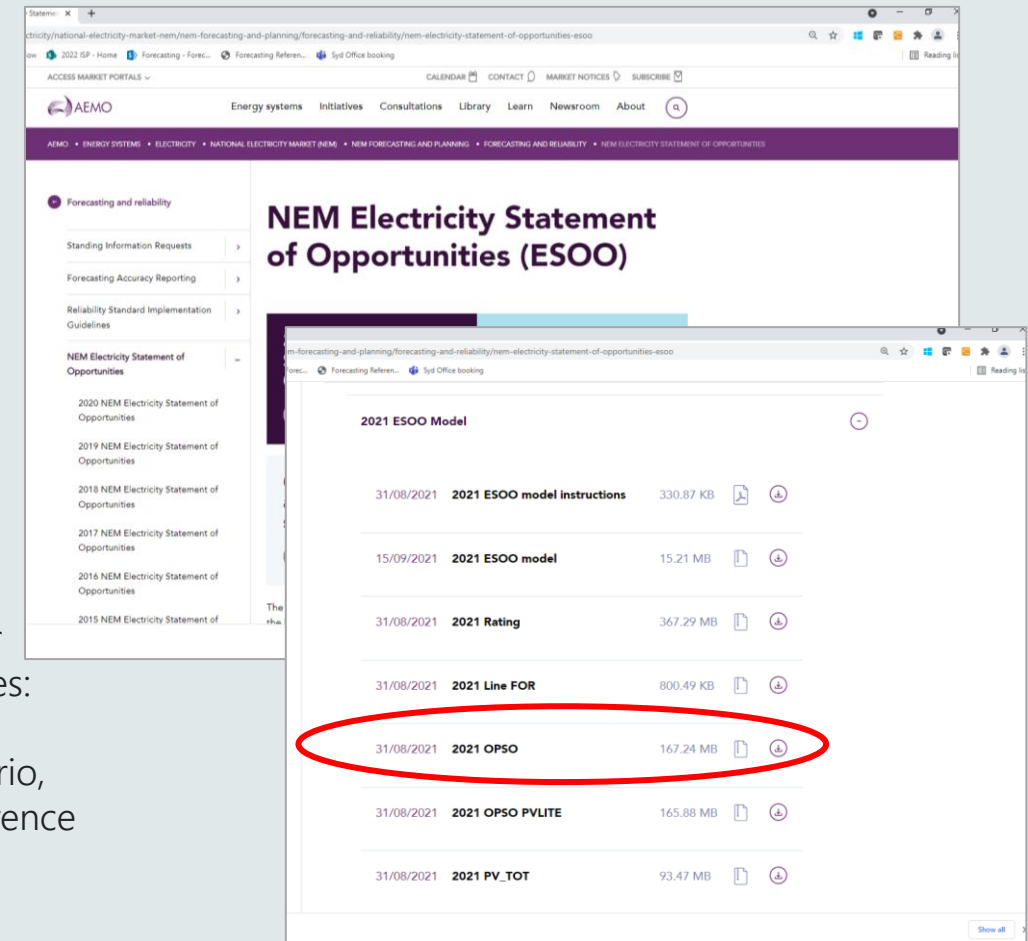 Stateme
ctricity/national-electricity-market-nem/nem-forecasting-and-planning/forecasting-and-reliability/nem-electricity-statement-of-opportunities-esoo
ow 2022 ISP - Home Forecasting - Forec... Forecasting Referen... Syd Office booking Reading li
ACCESS MARKET PORTALS CALENDAR CONTACT MARKET NOTICES SUBSCRIBE
AEMO Energy systems Initiatives Consultations Library Learn Newsroom About
AEMO • ENERGY SYSTEMS • ELECTRICITY • NATIONAL ELECTRICITY MARKET (NEM) • NEM FORECASTING AND PLANNING • FORECASTING AND RELIABILITY • NEM ELECTRICITY STATEMENT OF OPPORTUNITIES
Forecasting and reliability
Standing Information Requests
Forecasting Accuracy Reporting
Reliability Standard Implementation
Guidelines
NEM Electricity Statement of
Opportunities
2020 NEM Electricity Statement of
Opportunities
2019 NEM Electricity Statement of
Opportunities
2018 NEM Electricity Statement of
Opportunities
2017 NEM Electricity Statement of
Opportunities
2016 NEM Electricity Statement of
Opportunities
2015 NEM Electricity Statement of
NEM Electricity Statement
of Opportunities (ESOO)
The
the
m-forecasting-and-planning/forecasting-and-reliability/nem-electricity-statement-of-opportunities-esoo
Forec... Forecasting Referen... Syd Office booking Reading lis
2021 ESOO Model
31/08/2021 2021 ESOO model instructions 330.87 KB
15/09/2021 2021 ESOO model 15.21 MB
31/08/2021 2021 Rating 367.29 MB
31/08/2021 2021 Line FOR 800.49 KB
31/08/2021 2021 OPSO 167.24 MB
31/08/2021 2021 OPSO PVLITE 165.88 MB
31/08/2021 2021 PV_TOT 93.47 MB
Show all
es:
rio,
rence